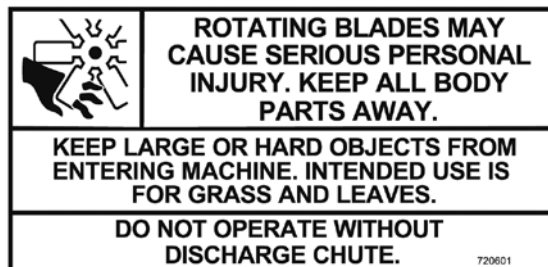 ROTATING BLADES MAY
CAUSE SERIOUS PERSONAL
INJURY. KEEP ALL BODY
PARTS AWAY.
KEEP LARGE OR HARD OBJECTS FROM
ENTERING MACHINE. INTENDED USE IS
FOR GRASS AND LEAVES.
DO NOT OPERATE WITHOUT
DISCHARGE CHUTE.
720601